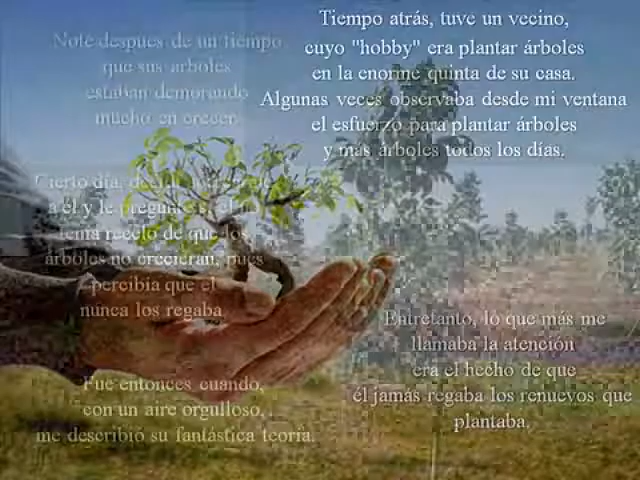 Tiempo atrás, tuve un vecino,
cuyo "hobby" era plantar árboles
en la enorme quinta de su casa.
Algunas veces observaba desde mi ventana
el esfuerzo para plantar árboles
y más árboles todos los días.
Entretanto, lo que más me
llamaba la atención
era el hecho de que
él jamás regaba los renuevos que
plantaba.
Noté después de un tiempo
que sus árboles
estaban demorando
mucho en crecer.
Cierto día,
a él y le
tema recelo de que los
árboles no crecieran, pues
percibia que él
nunca los regaba.
Fue entonces cuando,
con un aire orgulloso,
me describió su fantástica teoría.